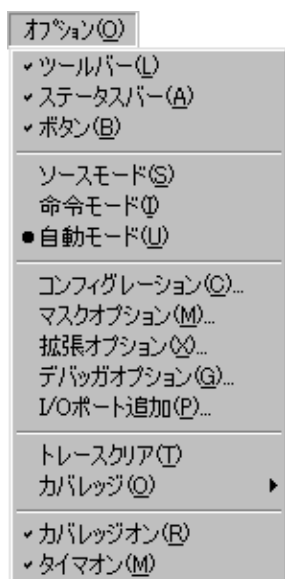 オプション(O)
ツールバー(L)
ステータスバー(A)
ボタン(B)
ソースモード(S)
命令モード(I)
自動モード(U)
コンフィグレーション(C)...
マスクオプション(M)...
拡張オプション(X)...
デバッガオプション(G)...
I/Oポート追加(P)...
トレースクリア(T)
カバレッジ(O)
カバレッジオン(R)
タイマオン(M)